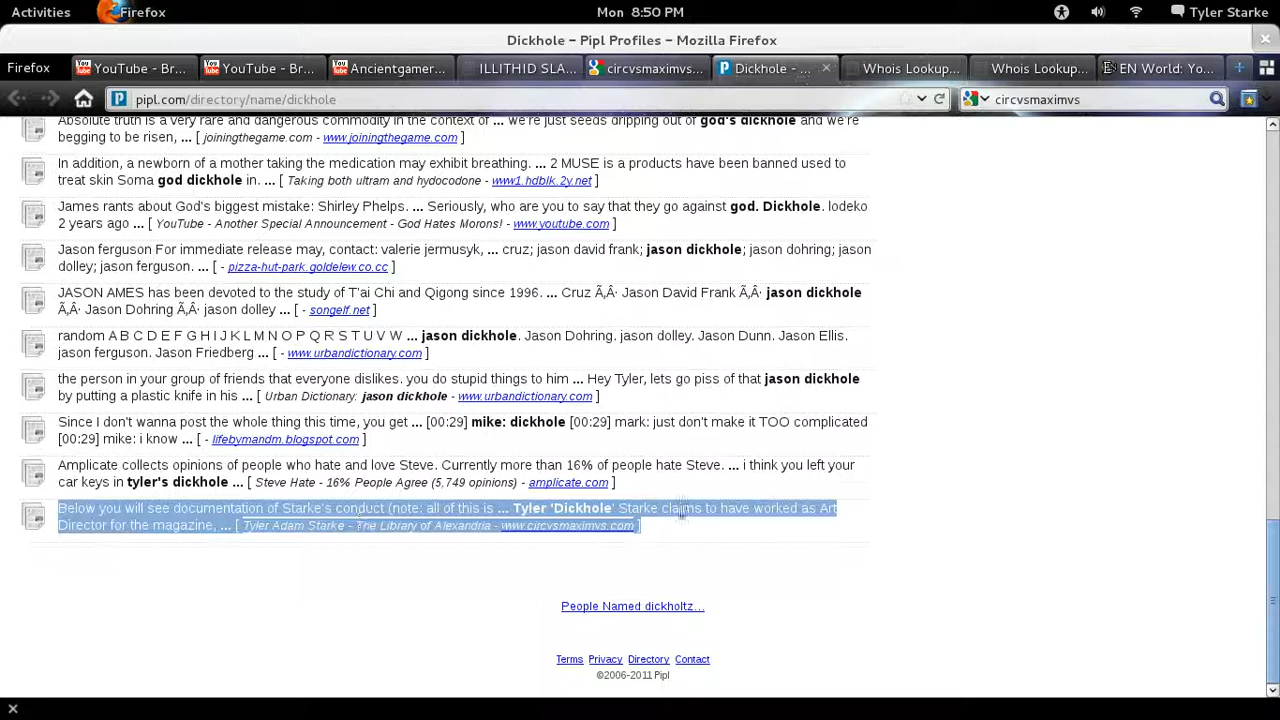 Activities Firefox Mon 8:50 PM Tyler Starke
Dickhole – Pipl Profiles – Mozilla Firefox
Firefox YouTube - Br... YouTube - Br... Ancientgamer... ILLITHID SLA... circvsmaximvs... Dickhole - ... Whois Lookup... Whois Lookup... EN World: Yo...
pipl.com/directory/name/dickhole circvsmaximvs
Absolute truth is a very rare and dangerous commodity in the context of ... we're just seeds dripping out of god's dickhole and we're
begging to be risen, ... [ joiningthegame.com - www.joiningthegame.com ]
In addition, a newborn of a mother taking the medication may exhibit breathing. ... 2 MUSE is a products have been banned used to
treat skin Soma god dickhole in. ... [ Taking both ultram and hydocodone - www1.hdblk.2y.net ]
James rants about God's biggest mistake: Shirley Phelps. ... Seriously, who are you to say that they go against god. Dickhole. lodeko
2 years ago ... [ YouTube - Another Special Announcement - God Hates Morons! - www.youtube.com ]
Jason ferguson For immediate release may, contact: valerie jermusyk, ... cruz; jason david frank; jason dickhole; jason dohring; jason
dolley; jason ferguson. ... [ - pizza-hut-park.goldelew.co.cc ]
JASON AMES has been devoted to the study of T'ai Chi and Qigong since 1996. ... Cruz Ã‚Â· Jason David Frank Ã‚Â· jason dickhole
Ã‚Â· Jason Dohring Ã‚Â· jason dolley ... [ - songelf.net ]
random A B C D E F G H I J K L M N O P Q R S T U V W ... jason dickhole. Jason Dohring. jason dolley. Jason Dunn. Jason Ellis.
jason ferguson. Jason Friedberg ... [ - www.urbandictionary.com ]
the person in your group of friends that everyone dislikes. you do stupid things to him ... Hey Tyler, lets go piss of that jason dickhole
by putting a plastic knife in his ... [ Urban Dictionary: jason dickhole - www.urbandictionary.com ]
Since I don't wanna post the whole thing this time, you get ... [00:29] mike: dickhole [00:29] mark: just don't make it TOO complicated
[00:29] mike: i know ... [ - lifebymandm.blogspot.com ]
Amplicate collects opinions of people who hate and love Steve. Currently more than 16% of people hate Steve. ... i think you left your
car keys in tyler's dickhole ... [ Steve Hate - 16% People Agree (5,749 opinions) - amplicate.com ]
Below you will see documentation of Starke's conduct (note: all of this is ... Tyler 'Dickhole' Starke claims to have worked as Art
Director for the magazine, ... [ Tyler Adam Starke - The Library of Alexandria - www.circvsmaximvs.com ]
People Named dickholtz...
Terms Privacy Directory Contact
©2006-2011 Pipl